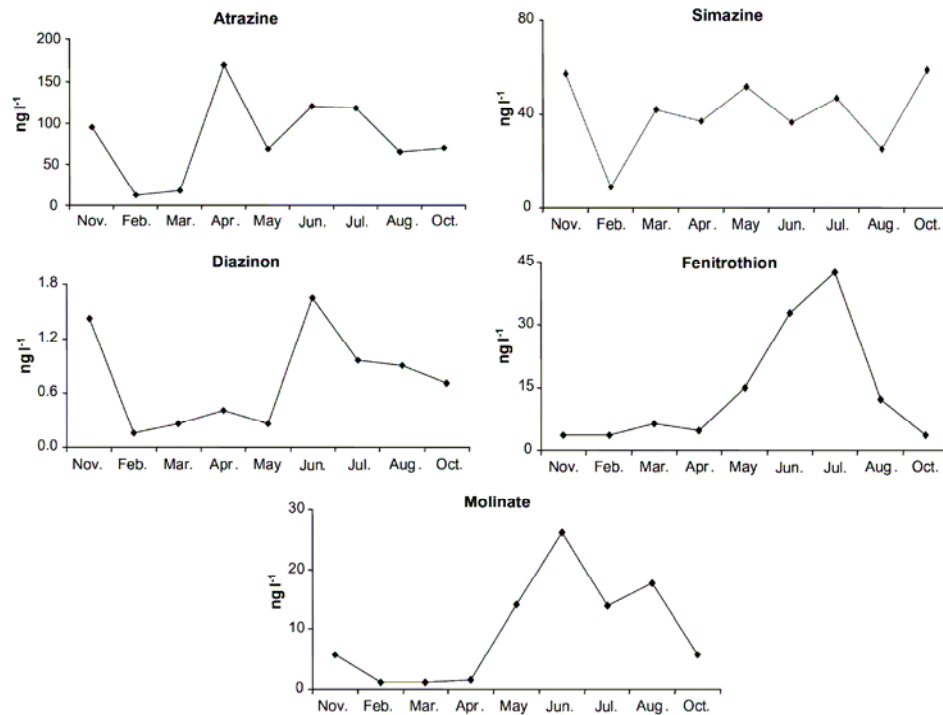 Atrazine
200
150
100
50
0
ng l-1
Nov. Feb. Mar. Apr. May Jun. Jul. Aug. Oct.
Simazine
80
40
0
ng l-1
Nov. Feb. Mar. Apr. May Jun. Jul. Aug. Oct.
Diazinon
1.8
1.2
0.6
0.0
ng l-1
Nov. Feb. Mar. Apr. May Jun. Jul. Aug. Oct.
Fenitrothion
45
30
15
0
ng l-1
Nov. Feb. Mar. Apr. May Jun. Jul. Aug. Oct.
Molinate
30
20
10
0
ng l-1
Nov. Feb. Mar. Apr. May Jun. Jul. Aug. Oct.